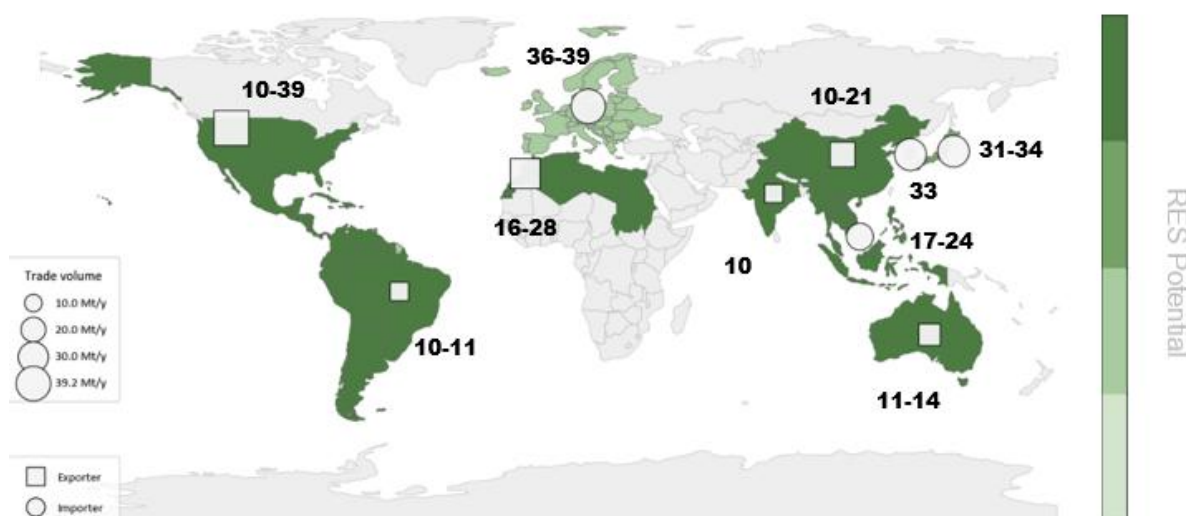 36-39
10-39
10-21
31-34
33
16-28
17-24
10
10-11
11-14
Trade volume
10.0 Mt/y
20.0 Mt/y
30.0 Mt/y
39.2 Mt/y
Exporter
Importer
RES Potential